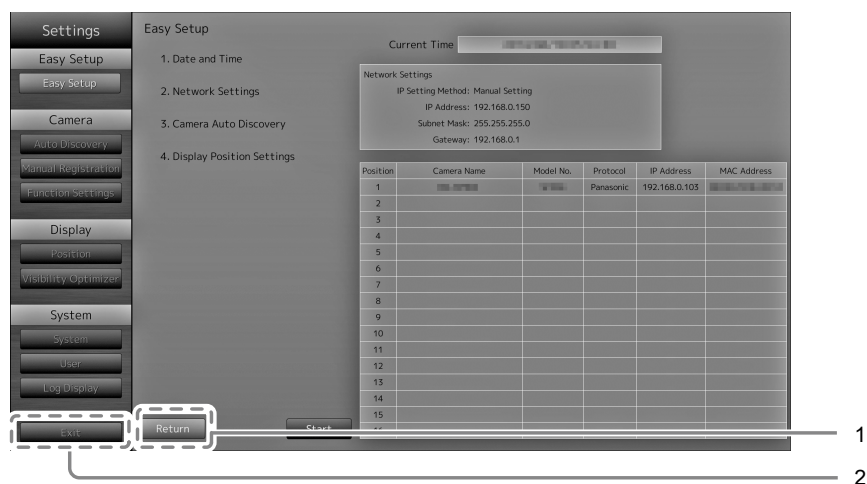 Settings
Easy Setup
Easy Setup
Camera
Auto Discovery
Manual Registration
Function Settings
Display
Position
Visibility Optimizer
System
System
User
Log Display
Exit
Easy Setup
1. Date and Time
2. Network Settings
3. Camera Auto Discovery
4. Display Position Settings
Return
Start
Current Time
Network Settings
IP Setting Method: Manual Setting
IP Address: 192.168.0.150
Subnet Mask: 255.255.255.0
Gateway: 192.168.0.1
Position Camera Name Model No. Protocol IP Address MAC Address
1 Panasonic 192.168.0.103
2
3
4
5
6
7
8
9
10
11
12
13
14
15
1
2